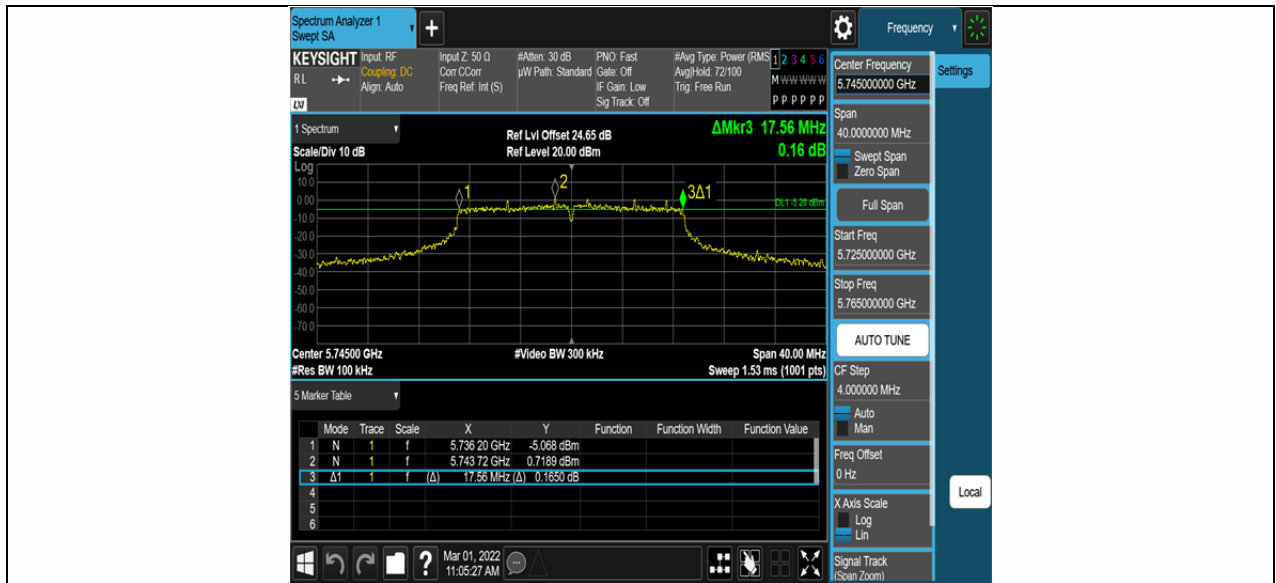 Spectrum Analyzer 1
Swept SA
+
Frequency
KEYSIGHT
RL
LXI
Input: RF
Coupling: DC
Align: Auto
Input Z: 50 Ω
Corr CCorr
Freq Ref: Int (S)
#Atten: 30 dB
µW Path: Standard
PNO: Fast
Gate: Off
IF Gain: Low
Sig Track: Off
#Avg Type: Power (RMS
Avg|Hold: 72/100
Trig: Free Run
1 2 3 4 5 6
M W W W W W
P P P P P P
1 Spectrum
Scale/Div 10 dB
Ref Lvl Offset 24.65 dB
Ref Level 20.00 dBm
ΔMkr3 17.56 MHz
0.16 dB
Log
10.0
0.00
-10.0
-20.0
-30.0
-40.0
-50.0
-60.0
-70.0
1
2
3Δ1
DL1 -5.28 dBm
Center 5.74500 GHz
#Res BW 100 kHz
#Video BW 300 kHz
Span 40.00 MHz
Sweep 1.53 ms (1001 pts)
5 Marker Table
Mode Trace Scale X Y Function Function Width Function Value
1 N 1 f 5.736 20 GHz -5.068 dBm
2 N 1 f 5.743 72 GHz 0.7189 dBm
3 Δ1 1 f (Δ) 17.56 MHz (Δ) 0.1650 dB
4
5
6
?
Mar 01, 2022
11:05:27 AM
Center Frequency
5.745000000 GHz
Settings
Span
40.0000000 MHz
Swept Span
Zero Span
Full Span
Start Freq
5.725000000 GHz
Stop Freq
5.765000000 GHz
AUTO TUNE
CF Step
4.000000 MHz
Auto
Man
Freq Offset
0 Hz
X Axis Scale
Log
Lin
Local
Signal Track
(Span Zoom)